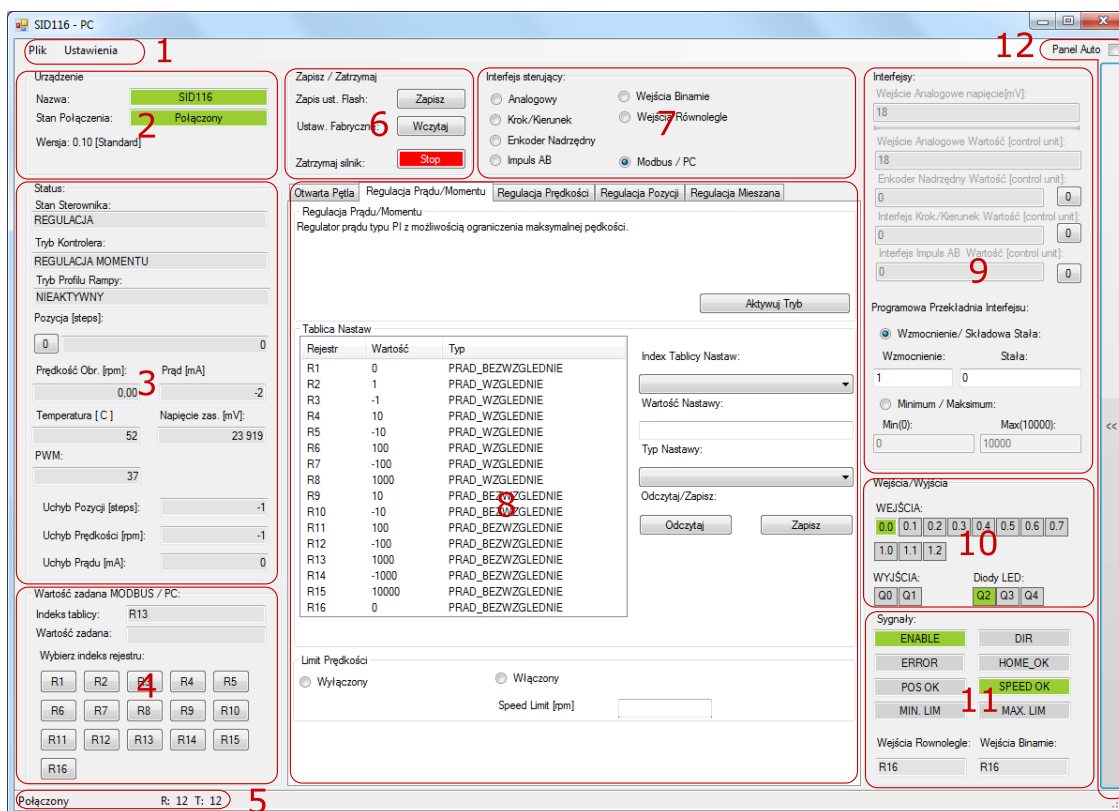 SID116 - PC
Plik Ustawienia 1
12 Panel Auto
Urządzenie
Nazwa: SID116
Stan Połączenia: Połączony
2
Wersja: 0.10 [Standard]
Zapisz / Zatrzymaj
Zapis ust. Flash: Zapisz
Ustaw. Fabryczne: Wczytaj
6
Zatrzymaj silnik: Stop
Interfejs sterujący:
Analogowy
Krok/Kierunek
Enkoder Nadrzędny
Impuls AB
Wejścia Binarnie
Wejścia Równolegle
7
Modbus / PC
Status:
Stan Sterownika:
REGULACJA
Tryb Kontrolera:
REGULACJA MOMENTU
Tryb Profilu Rampy:
NIEAKTYWNY
Pozycja [steps]:
0 0
Prędkość Obr. [rpm]: Prąd [mA]
3
0,00 -2
Temperatura [ C ] Napięcie zas. [mV]:
52 23 919
PWM:
37
Uchyb Pozycji [steps]: -1
Uchyb Prędkości [rpm]: -1
Uchyb Prądu [mA]: 0
Wartość zadana MODBUS / PC:
Indeks tablicy: R13
Wartość zadana:
Wybierz indeks rejestru:
R1 R2 R3 R4 R5
4
R6 R7 R8 R9 R10
R11 R12 R13 R14 R15
R16
Połączony R: 12 T: 12 5
Otwarta Pętla Regulacja Prądu/Momentu Regulacja Prędkości Regulacja Pozycji Regulacja Mieszana
Regulacja Prądu/Momentu
Regulator prądu typu PI z możliwością ograniczenia maksymalnej pędkości.
Aktywuj Tryb
Tablica Nastaw
Rejestr Wartość Typ
R1 0 PRAD_BEZWZGLEDNIE
R2 1 PRAD_WZGLEDNIE
R3 -1 PRAD_WZGLEDNIE
R4 10 PRAD_WZGLEDNIE
R5 -10 PRAD_WZGLEDNIE
R6 100 PRAD_WZGLEDNIE
R7 -100 PRAD_WZGLEDNIE
R8 1000 PRAD_WZGLEDNIE
R9 10 PRAD_BEZWZGLEDNIE
R10 -10 PRAD_BEZWZGLEDNIE
R11 100 PRAD_BEZWZGLEDNIE
R12 -100 PRAD_BEZWZGLEDNIE
R13 1000 PRAD_BEZWZGLEDNIE
R14 -1000 PRAD_BEZWZGLEDNIE
R15 10000 PRAD_BEZWZGLEDNIE
R16 0 PRAD_BEZWZGLEDNIE
8
Index Tablicy Nastaw:
Wartość Nastawy:
Typ Nastawy:
Odczytaj/Zapisz:
Odczytaj Zapisz
Limit Prędkości
Wyłączony Włączony
Speed Limit [rpm]
Interfejsy:
Wejście Analogowe napięcie[mV]:
18
Wejście Analogowe Wartość [control unit]:
18
Enkoder Nadrzędny Wartość [control unit]:
0 0
Interfejs Krok/Kierunek Wartość [control unit]:
0 0
Interfejs Impuls AB Wartość [control unit]:
0 0
9
Programowa Przekładnia Interfejsu:
Wzmocnienie/ Składowa Stała:
Wzmocnienie: Stała:
1 0
Minimum / Maksimum:
Min(0): Max(10000):
0 10000
<<
Wejścia/Wyjścia
WEJŚCIA:
0.0 0.1 0.2 0.3 0.4 0.5 0.6 0.7
1.0 1.1 1.2
10
WYJŚCIA: Diody LED:
Q0 Q1 Q2 Q3 Q4
Sygnały:
ENABLE DIR
ERROR HOME_OK
POS OK SPEED OK
11
MIN. LIM MAX. LIM
Wejścia Rownolegle: Wejścia Binarnie:
R16 R16